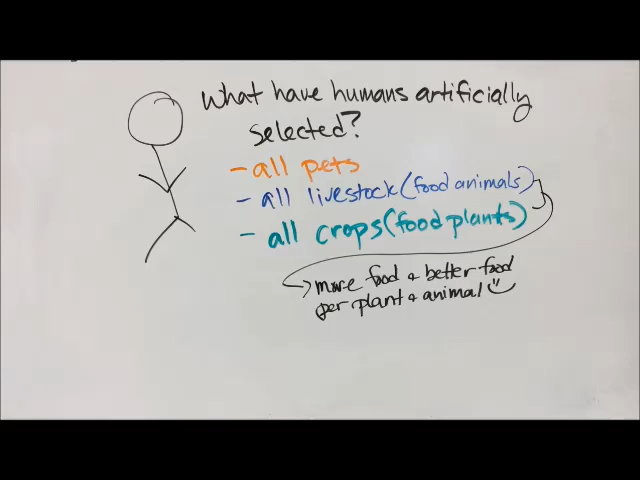 What have humans artificially
selected?
- all pets
- all livestock (food animals)
- all crops (food plants)
more food + better food
per plant + animal